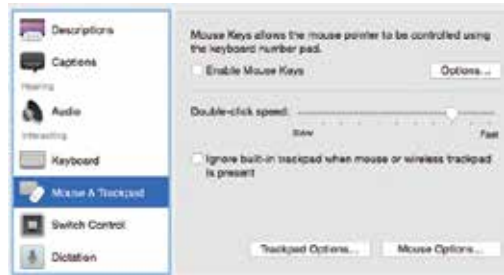 Descriptions
Captions
Hearing
Audio
Interacting
Keyboard
Mouse & Trackpad
Switch Control
Dictation
Mouse Keys allows the mouse pointer to be controlled using
the keyboard number pad.
Enable Mouse Keys
Options...
Double-click speed:
Slow
Fast
Ignore built-in trackpad when mouse or wireless trackpad
is present
Trackpad Options...
Mouse Options...